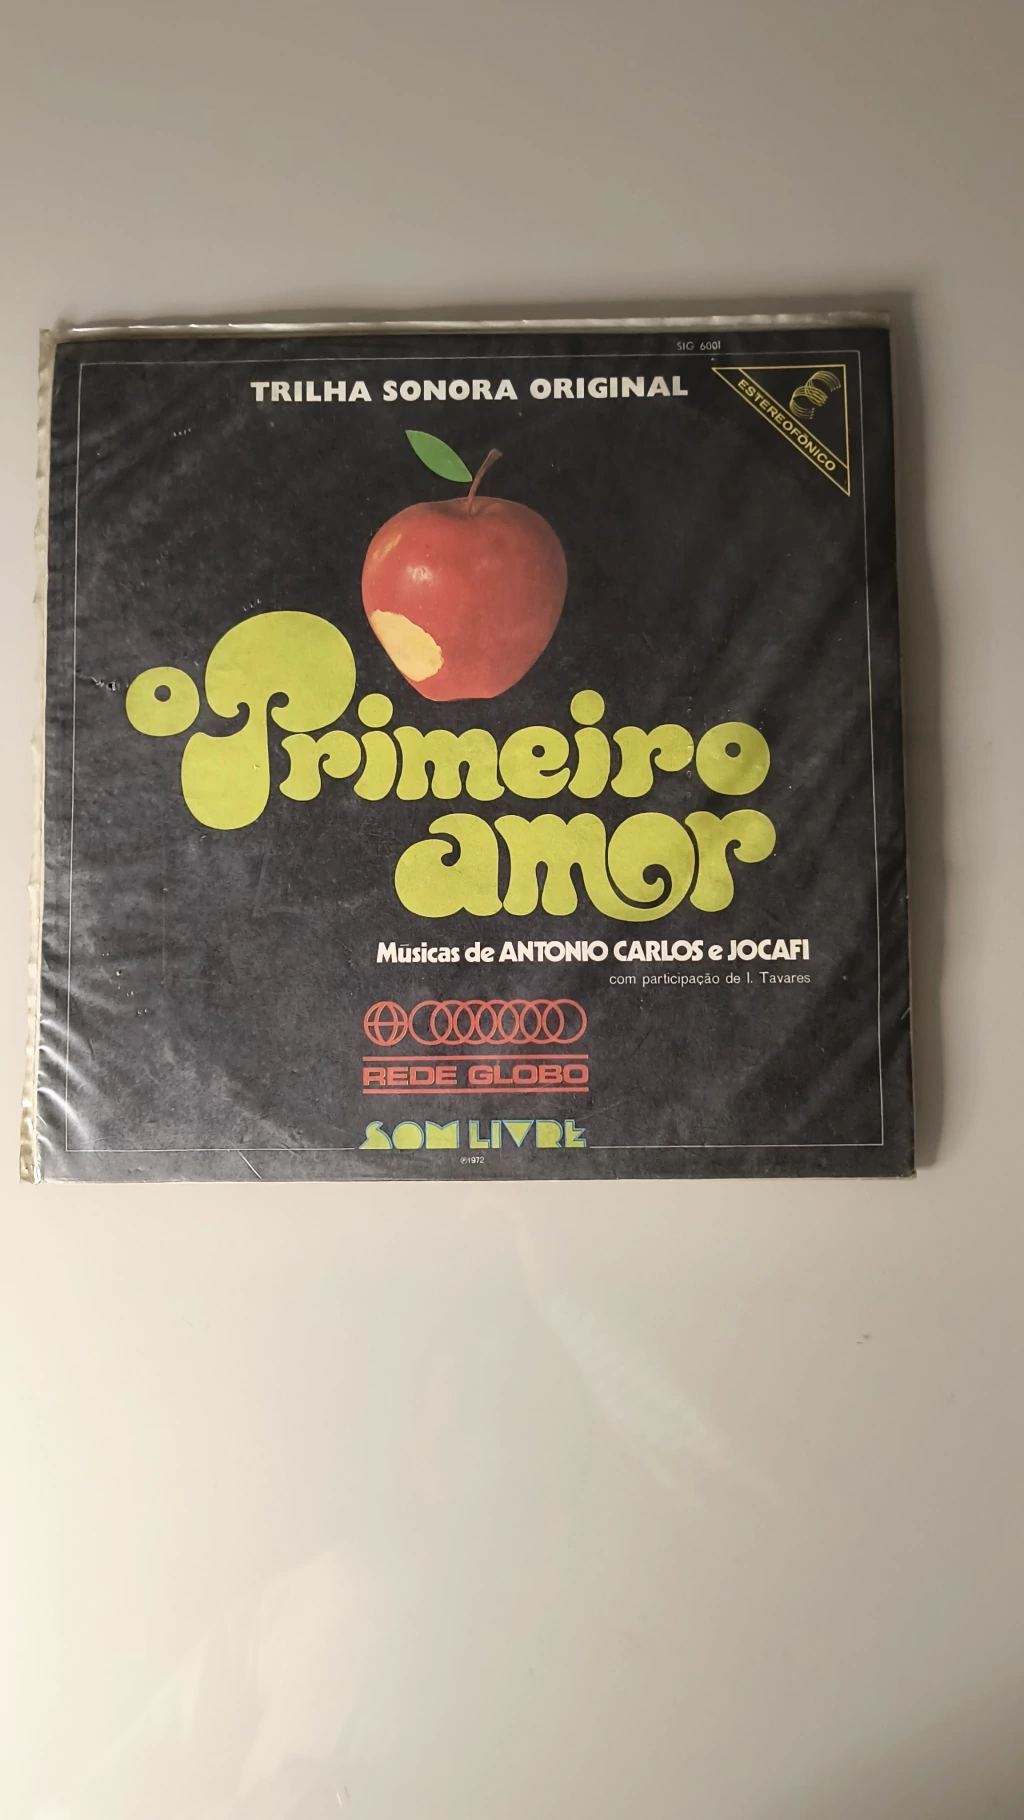 SIG 6001
TRILHA SONORA ORIGINAL
ESTEREOFÔNICO
O Primeiro
amor
Músicas de ANTONIO CARLOS e JOCAFI
com participação de I. Tavares
REDE GLOBO
SOM LIVRE
℗1972